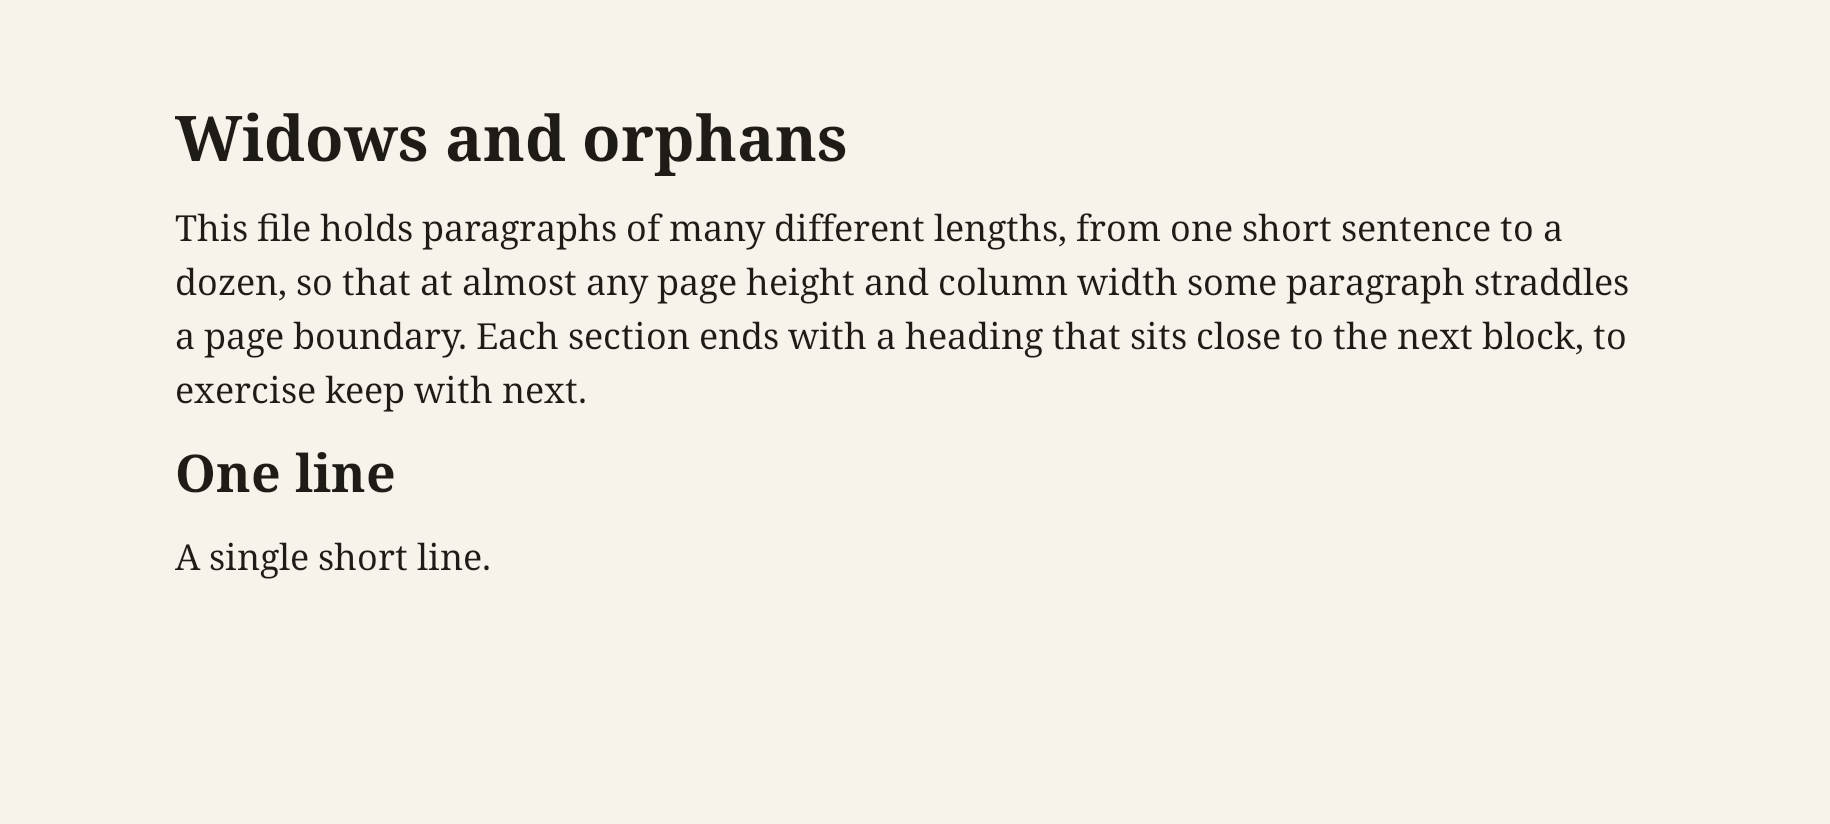 Widows and orphans
This file holds paragraphs of many different lengths, from one short sentence to a
dozen, so that at almost any page height and column width some paragraph straddles
a page boundary. Each section ends with a heading that sits close to the next block, to
exercise keep with next.
One line
A single short line.